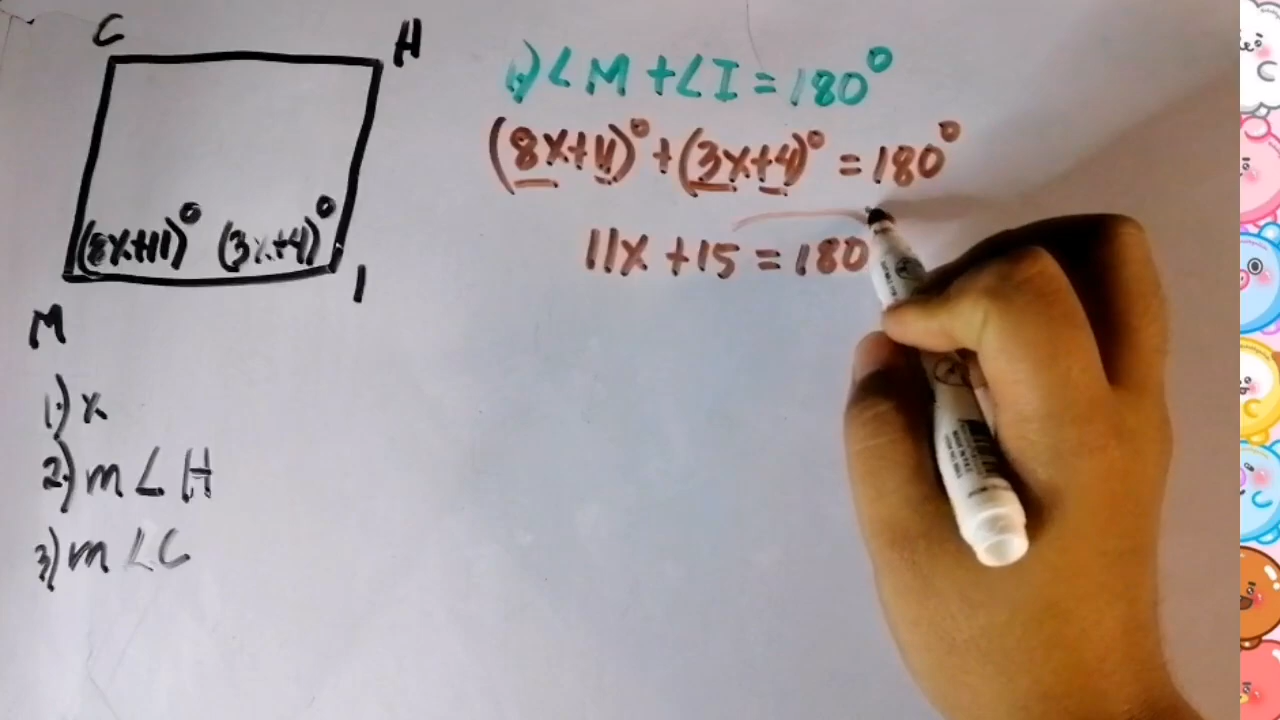 C
H
(8x+11)° (3x+4)°
M
I
1.) x
2.) m∠H
3.) m∠C
1.) ∠M + ∠I = 180°
(8x+11)° + (3x+4)° = 180°
11x + 15 = 180